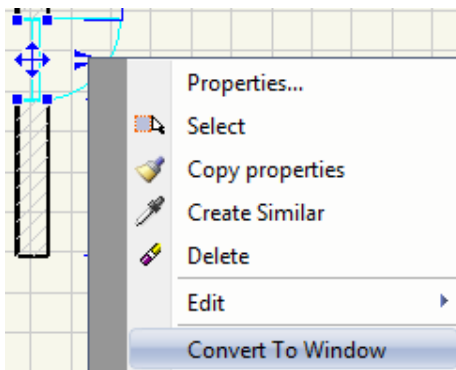 Properties...
Select
Copy properties
Create Similar
Delete
Edit
Convert To Window